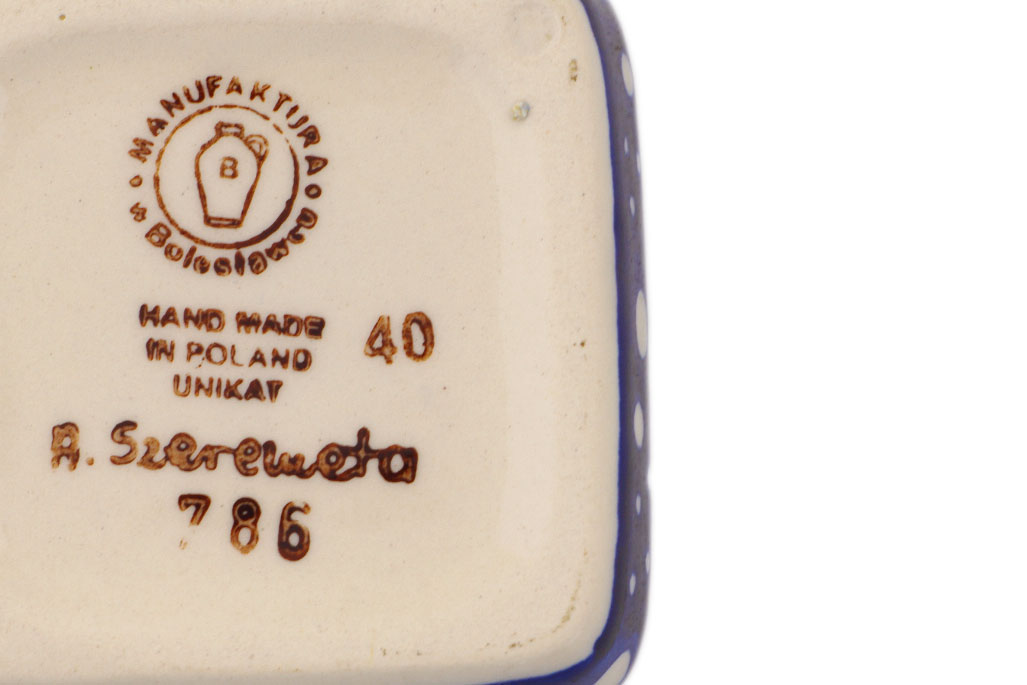 MANUFAKTURA
Bolesławcu
B
HAND MADE
IN POLAND
UNIKAT
40
A. Szeremeta
786